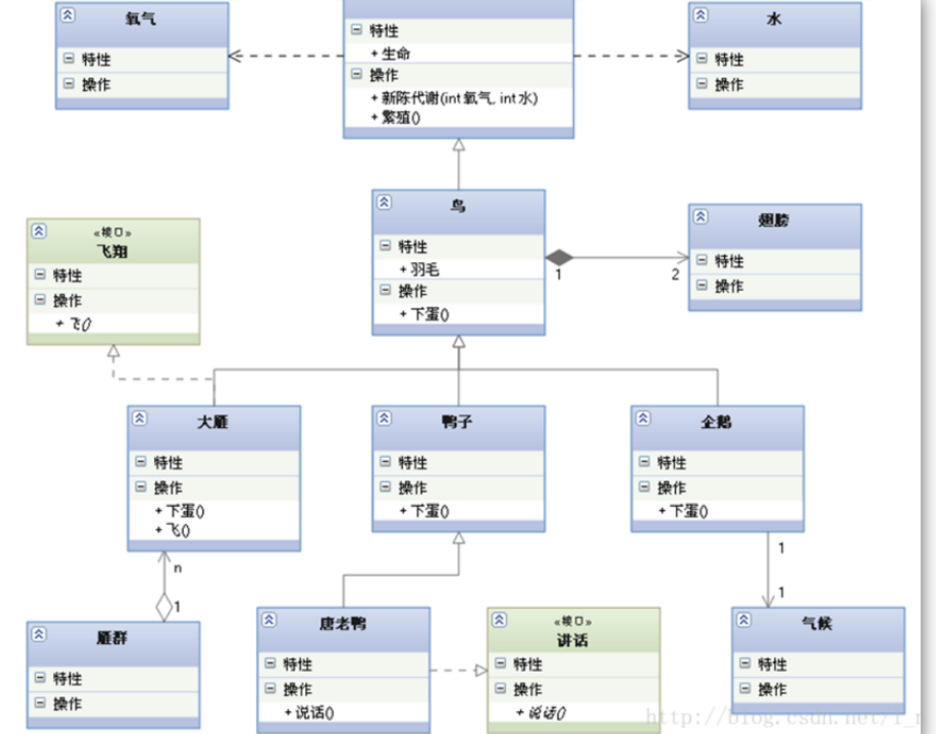 氧气
特性
操作
特性
+ 生命
操作
+ 新陈代谢(int 氧气, int 水)
+ 繁殖()
水
特性
操作
«接口»
飞翔
特性
操作
+ 飞()
鸟
特性
+ 羽毛
操作
+ 下蛋()
1
2
翅膀
特性
操作
大雁
特性
操作
+ 下蛋()
+ 飞()
鸭子
特性
操作
+ 下蛋()
企鹅
特性
操作
+ 下蛋()
n
1
1
1
雁群
特性
操作
唐老鸭
特性
操作
+ 说话()
«接口»
讲话
特性
操作
+ 说话()
气候
特性
操作
http://blog.csdn.net/l_